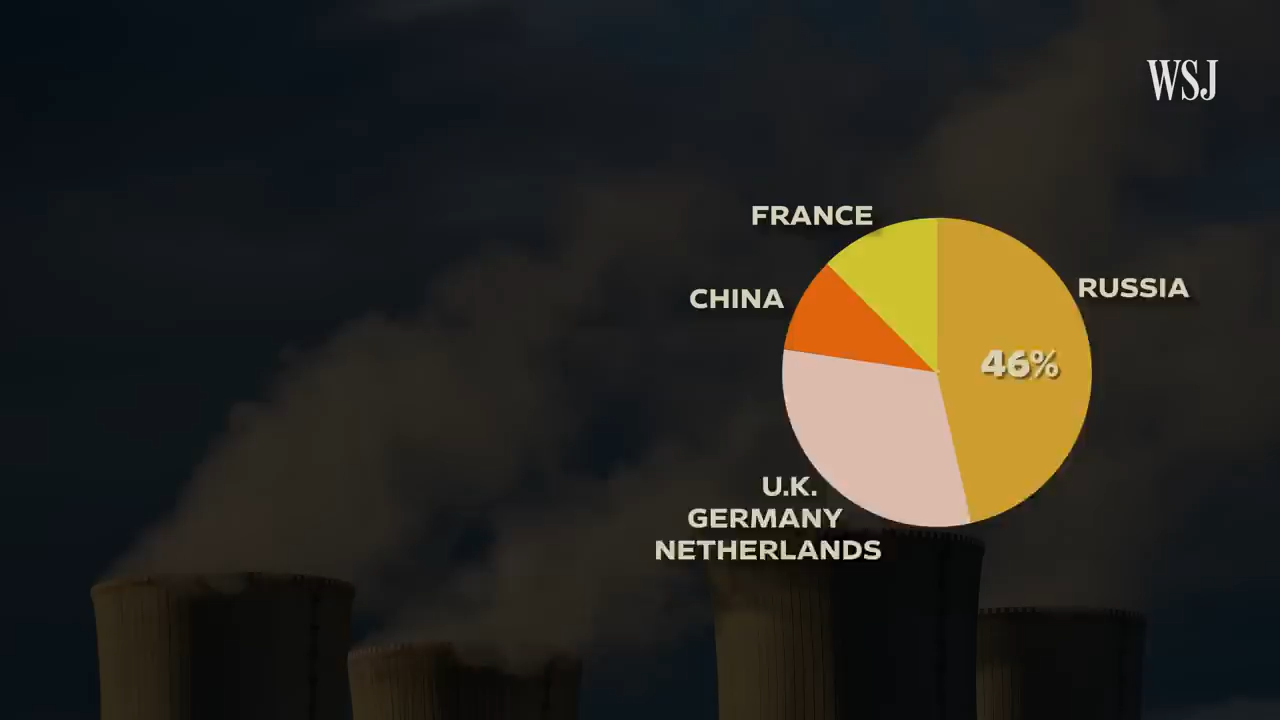 WSJ
FRANCE
RUSSIA
CHINA
46%
U.K.
GERMANY
NETHERLANDS